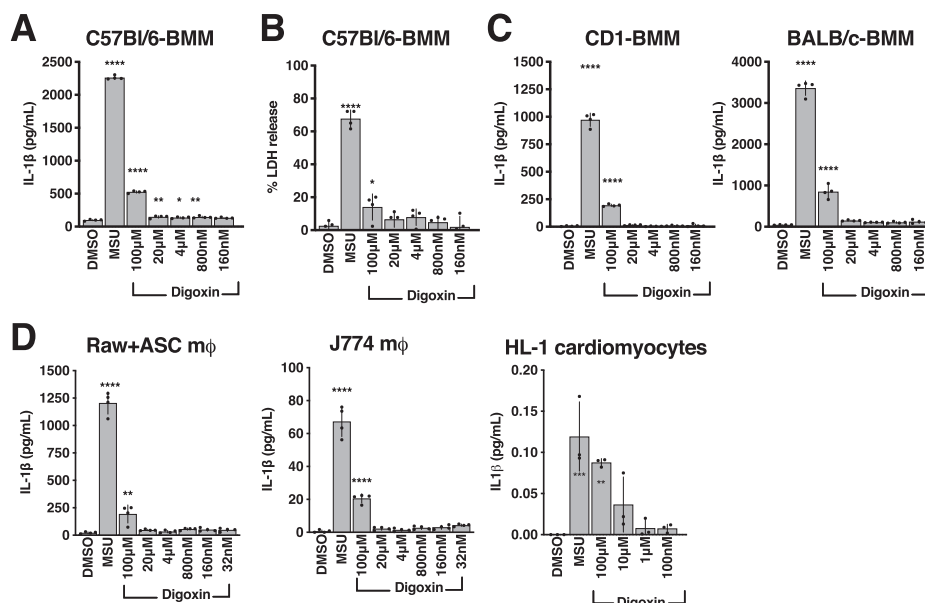 A
C57Bl/6-BMM
IL-1β (pg/mL)
2500
2000
1500
1000
500
0
****
****
**
*
**
DMSO
MSU
100μM
20μM
4μM
800nM
160nM
Digoxin
B
C57Bl/6-BMM
% LDH release
100
80
60
40
20
0
****
*
DMSO
MSU
100μM
20μM
4μM
800nM
160nM
Digoxin
C
CD1-BMM
IL-1β (pg/mL)
1500
1250
1000
750
500
250
0
****
****
DMSO
MSU
100μM
20μM
4μM
800nM
160nM
Digoxin
BALB/c-BMM
IL-1β (pg/mL)
4000
3000
2000
1000
0
****
****
DMSO
MSU
100μM
20μM
4μM
800nM
160nM
Digoxin
D
Raw+ASC mϕ
IL-1β (pg/mL)
1500
1250
1000
750
500
250
0
****
**
DMSO
MSU
100μM
20μM
4μM
800nM
160nM
32nM
Digoxin
J774 mϕ
IL-1β (pg/mL)
100
80
60
40
20
0
****
****
DMSO
MSU
100μM
20μM
4μM
800nM
160nM
32nM
Digoxin
HL-1 cardiomyocytes
IL1β (pg/mL)
0.20
0.15
0.10
0.05
0.00
***
**
DMSO
MSU
100μM
10μM
1μM
100nM
Digoxin